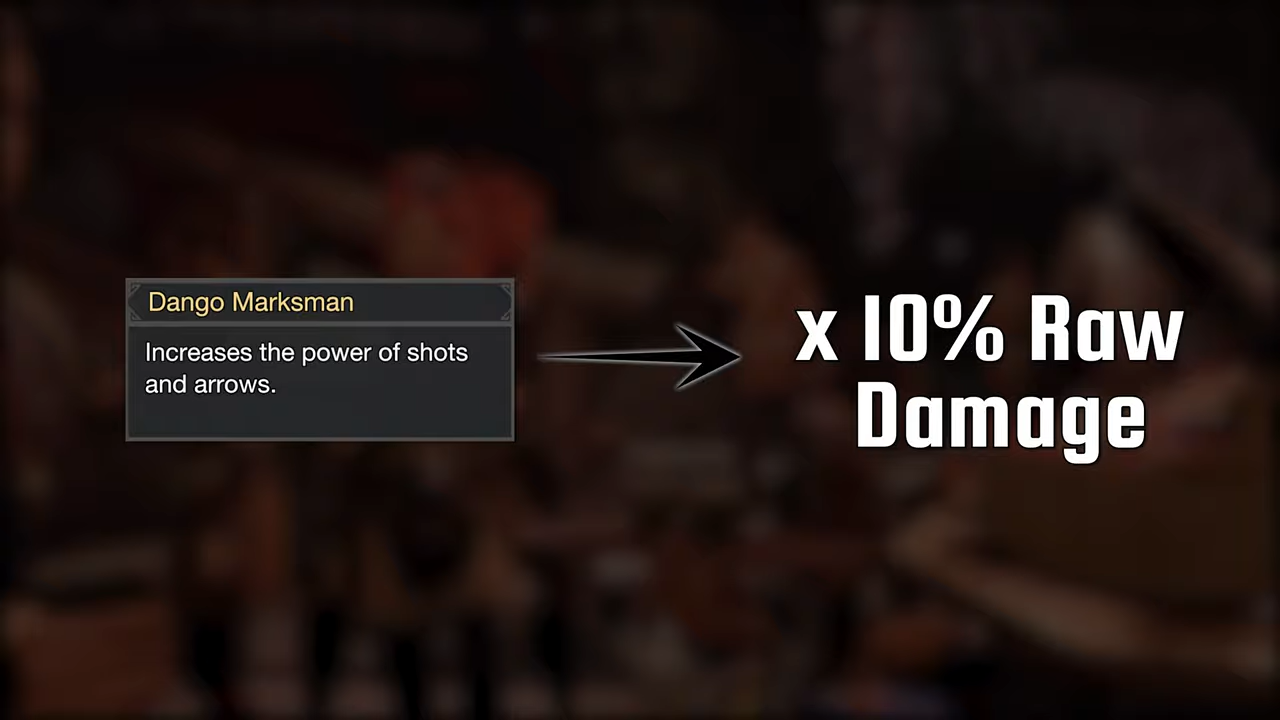 Dango Marksman
Increases the power of shots
and arrows.
x 10% Raw
Damage